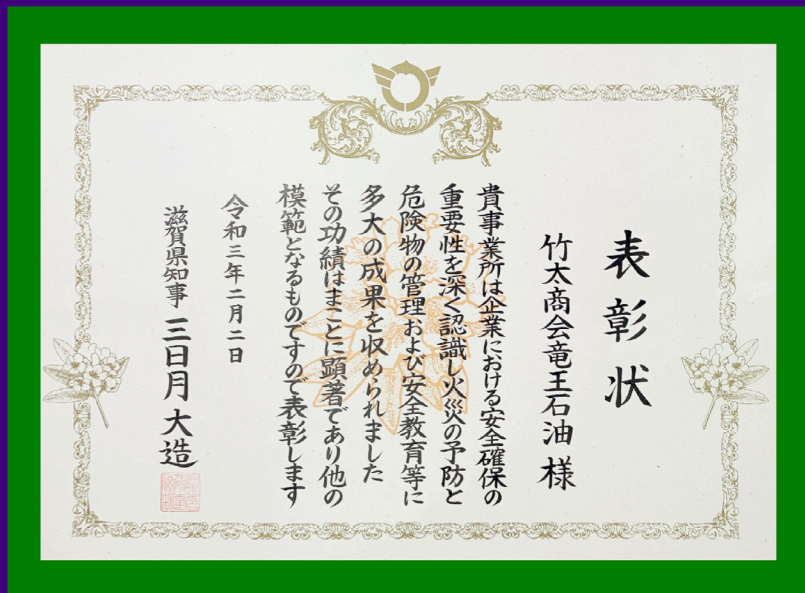 表彰状
竹太商会竜王石油 様
貴事業所は企業における安全確保の
重要性を深く認識し火災の予防と
危険物の管理および安全教育等に
多大の成果を収められました
その功績はまことに顕著であり他の
模範となるものですので表彰します
令和三年二月二日
滋賀県知事 三日月大造